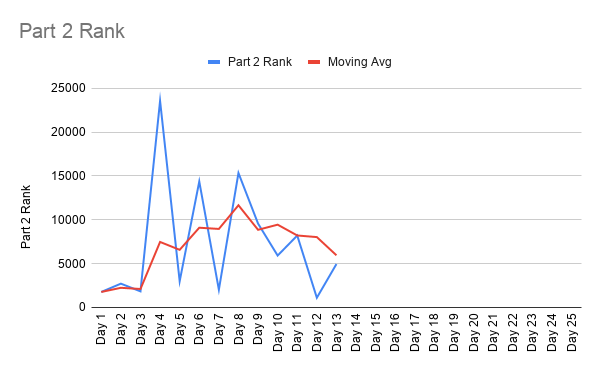 Part 2 Rank
Part 2 Rank
Moving Avg
25000
20000
15000
10000
5000
0
Part 2 Rank
Day 1
Day 2
Day 3
Day 4
Day 5
Day 6
Day 7
Day 8
Day 9
Day 10
Day 11
Day 12
Day 13
Day 14
Day 15
Day 16
Day 17
Day 18
Day 19
Day 20
Day 21
Day 22
Day 23
Day 24
Day 25